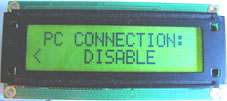 PC CONNECTION:
< DISABLE